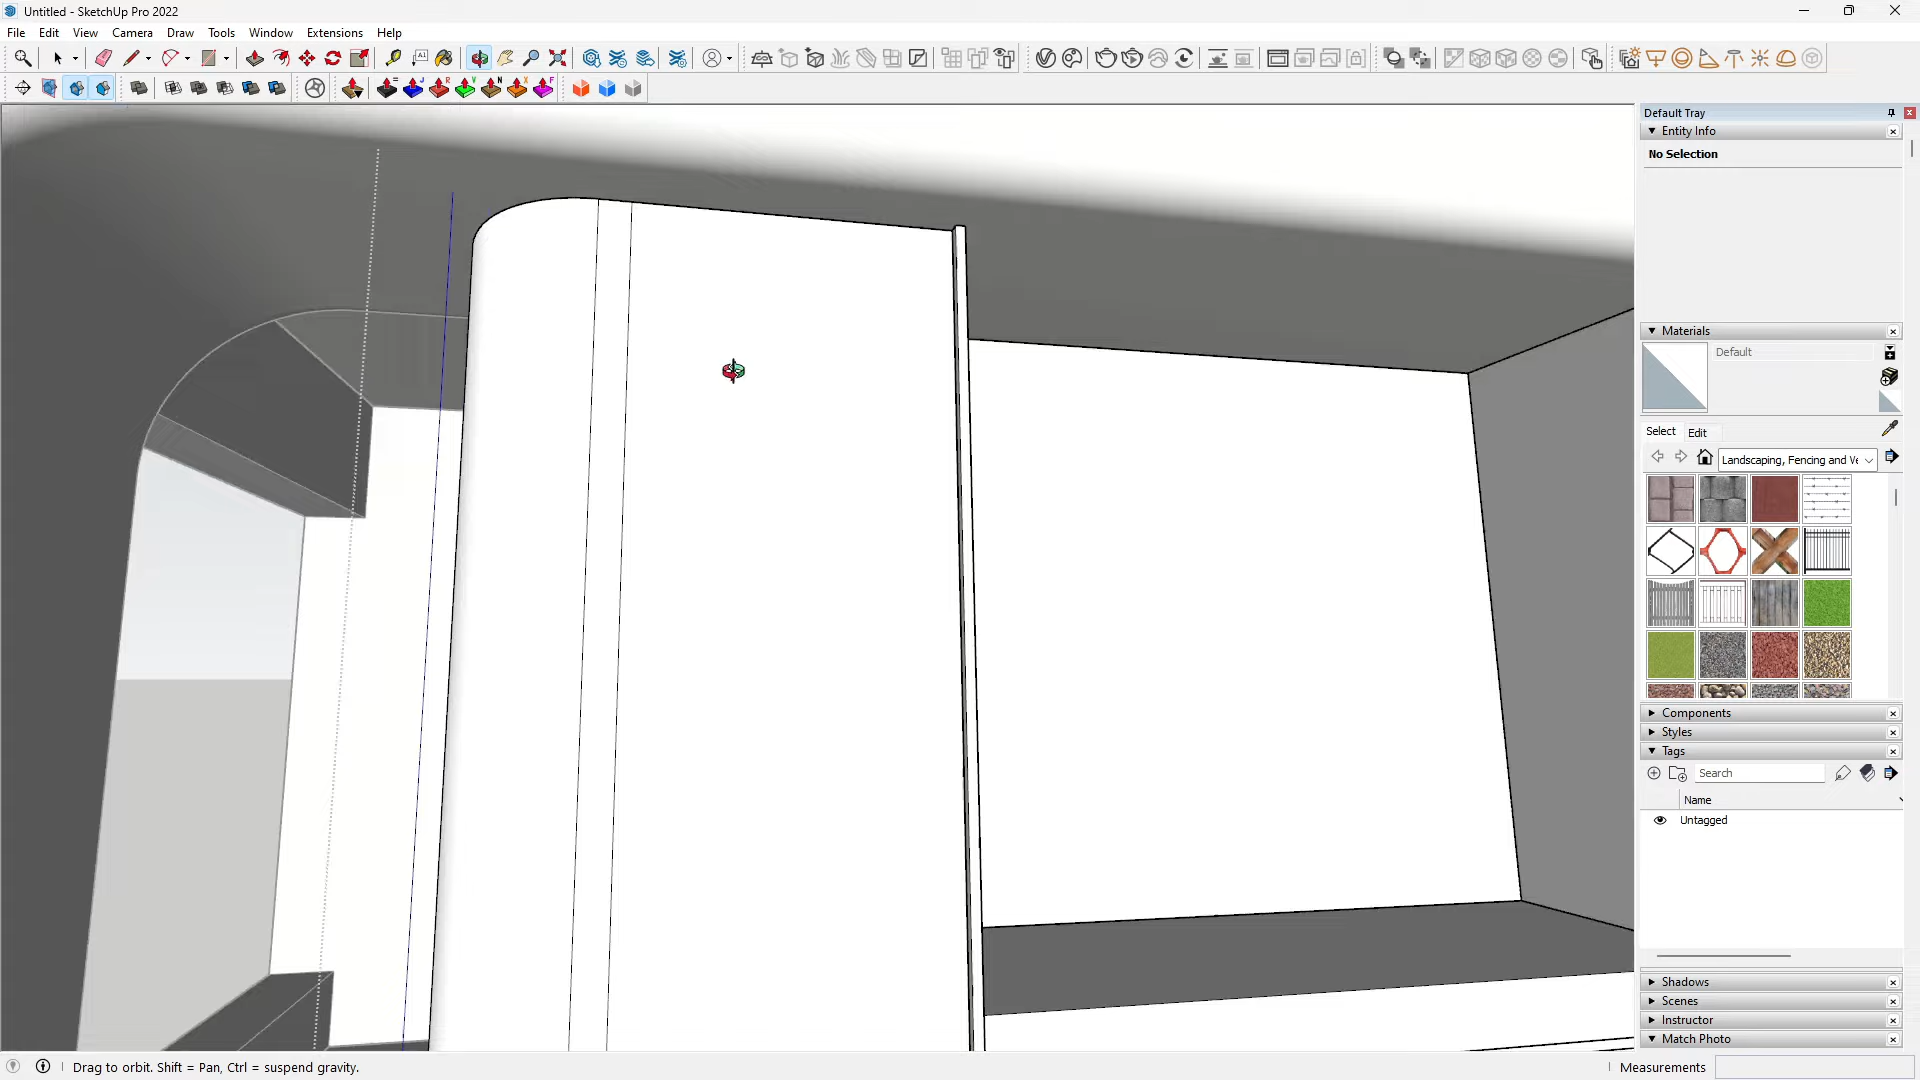 Untitled - SketchUp Pro 2022
File Edit View Camera Draw Tools Window Extensions Help
Default Tray
Entity Info
No Selection
Materials
Default
Select Edit
Landscaping, Fencing and Ve
Components
Styles
Tags
Search
Name
Untagged
Shadows
Scenes
Instructor
Match Photo
Drag to orbit. Shift = Pan, Ctrl = suspend gravity.
Measurements